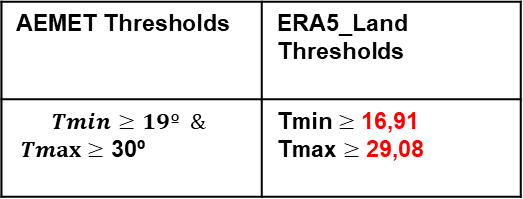 AEMET Thresholds
ERA5_Land
Thresholds
Tmin ≥ 19º &
Tmax ≥ 30º
Tmin ≥ 16,91
Tmax ≥ 29,08